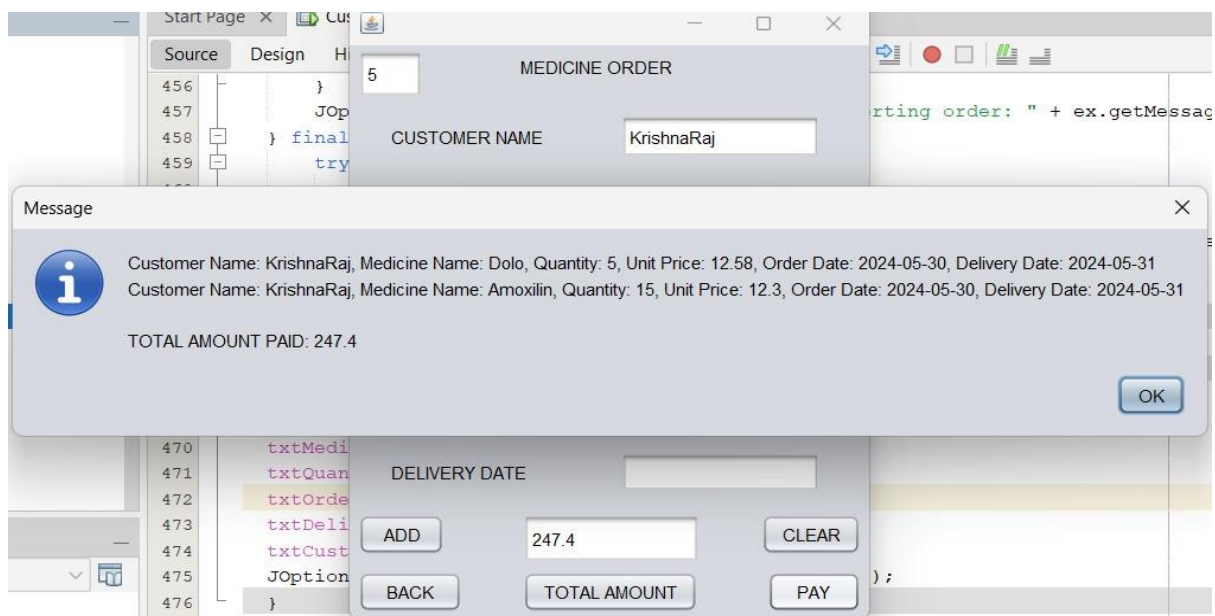 Start Page × Cus
Source Design Hi
5 MEDICINE ORDER
456 }
457 JOp rting order: " + ex.getMessag
CUSTOMER NAME KrishnaRaj
458 } final
459 try
Message
Customer Name: KrishnaRaj, Medicine Name: Dolo, Quantity: 5, Unit Price: 12.58, Order Date: 2024-05-30, Delivery Date: 2024-05-31
Customer Name: KrishnaRaj, Medicine Name: Amoxilin, Quantity: 15, Unit Price: 12.3, Order Date: 2024-05-30, Delivery Date: 2024-05-31
TOTAL AMOUNT PAID: 247.4
OK
470 txtMedi
471 txtQuan
DELIVERY DATE
472 txtOrde
473 txtDeli
ADD 247.4 CLEAR
474 txtCust
475 JOption );
BACK TOTAL AMOUNT PAY
476 }